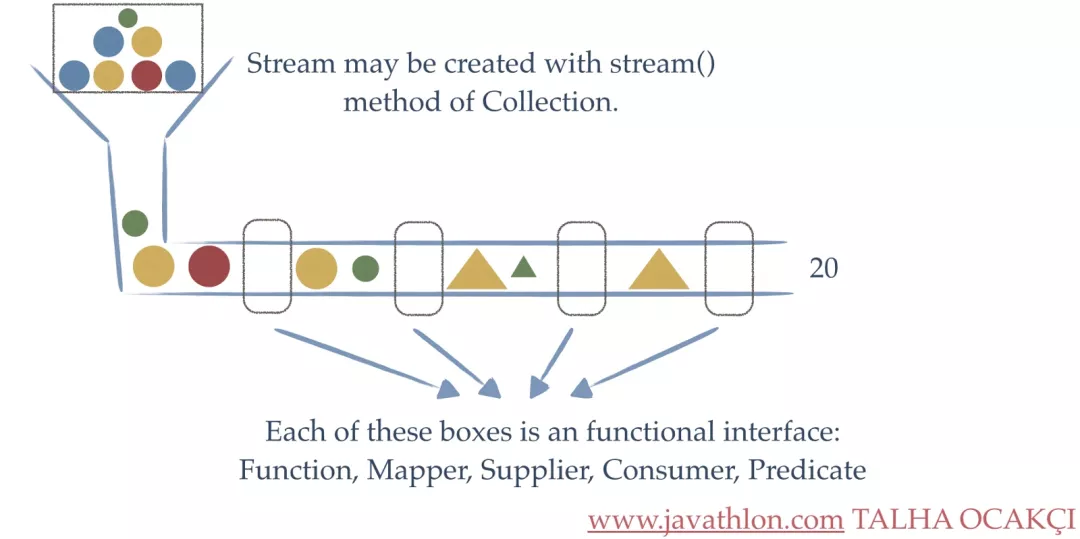 Stream may be created with stream()
method of Collection.
20
Each of these boxes is an functional interface:
Function, Mapper, Supplier, Consumer, Predicate
www.javathlon.com TALHA OCAKÇI